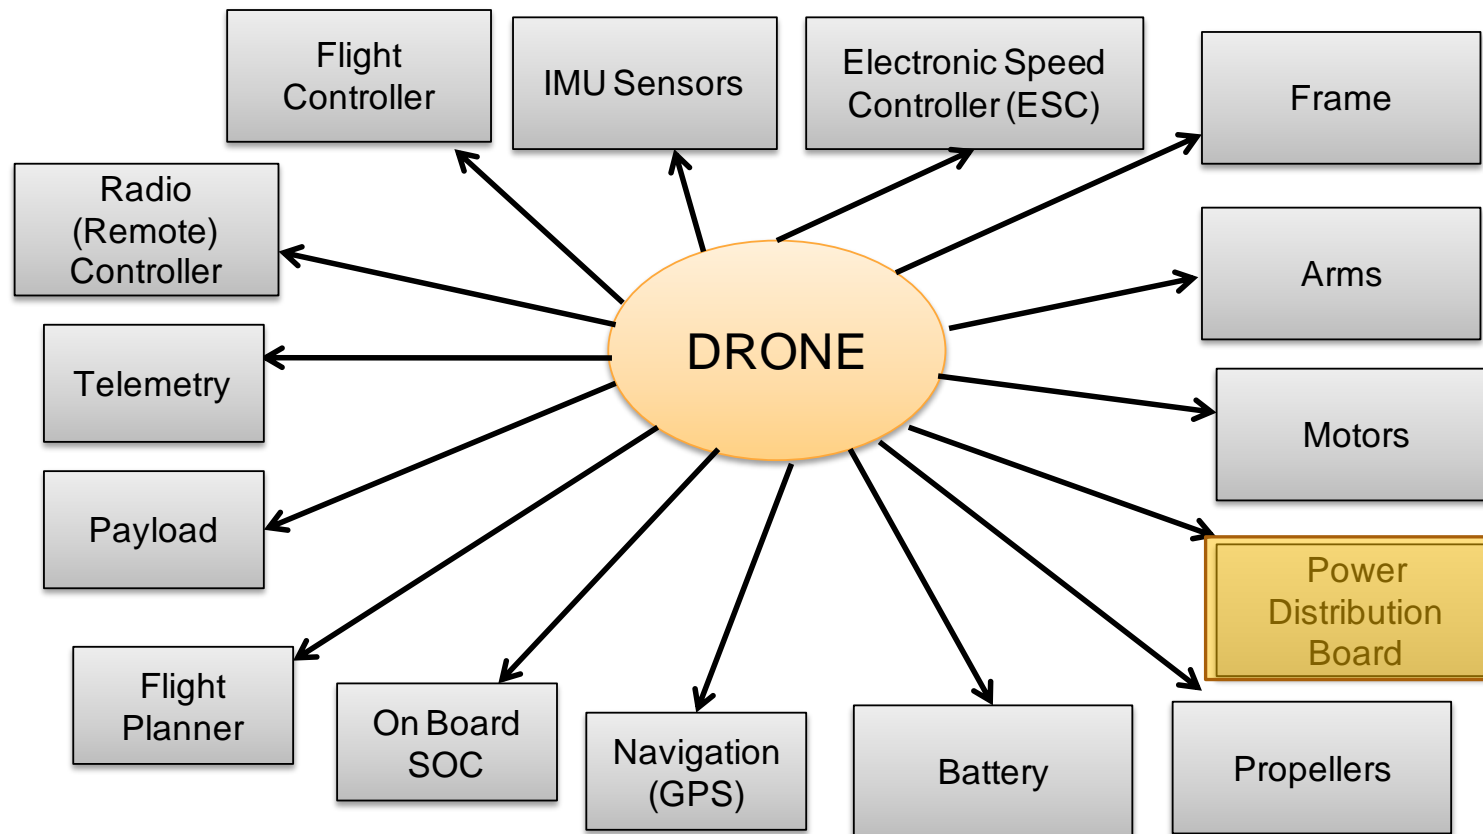 Flight
Controller
IMU Sensors
Electronic Speed
Controller (ESC)
Frame
Radio
(Remote)
Controller
Arms
DRONE
Telemetry
Motors
Payload
Power
Distribution
Board
Flight
Planner
On Board
SOC
Navigation
(GPS)
Battery
Propellers